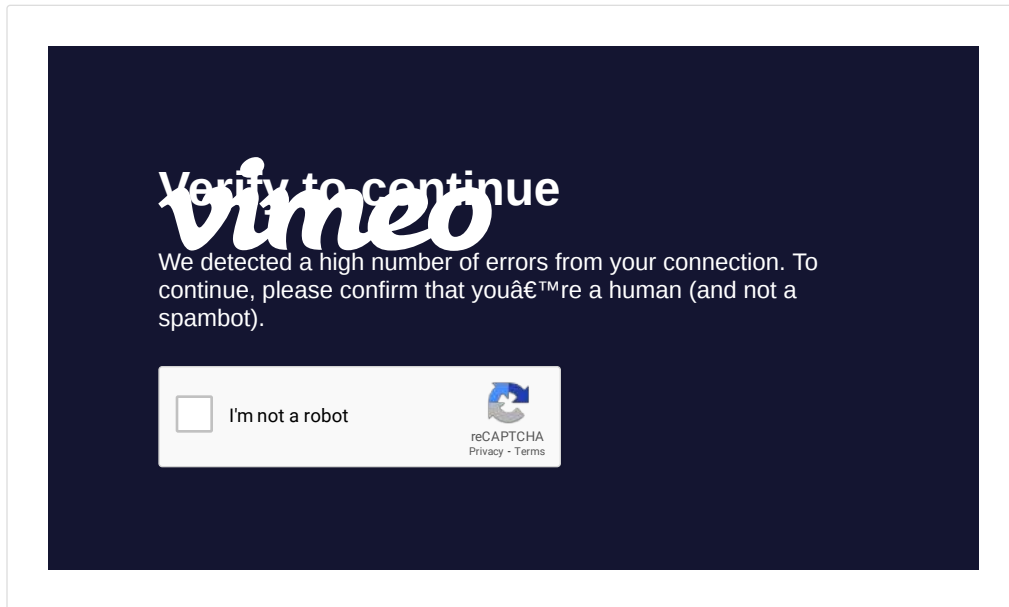 Verify to continue
vimeo
We detected a high number of errors from your connection. To
continue, please confirm that youâ€™re a human (and not a
spambot).
I'm not a robot
reCAPTCHA
Privacy - Terms